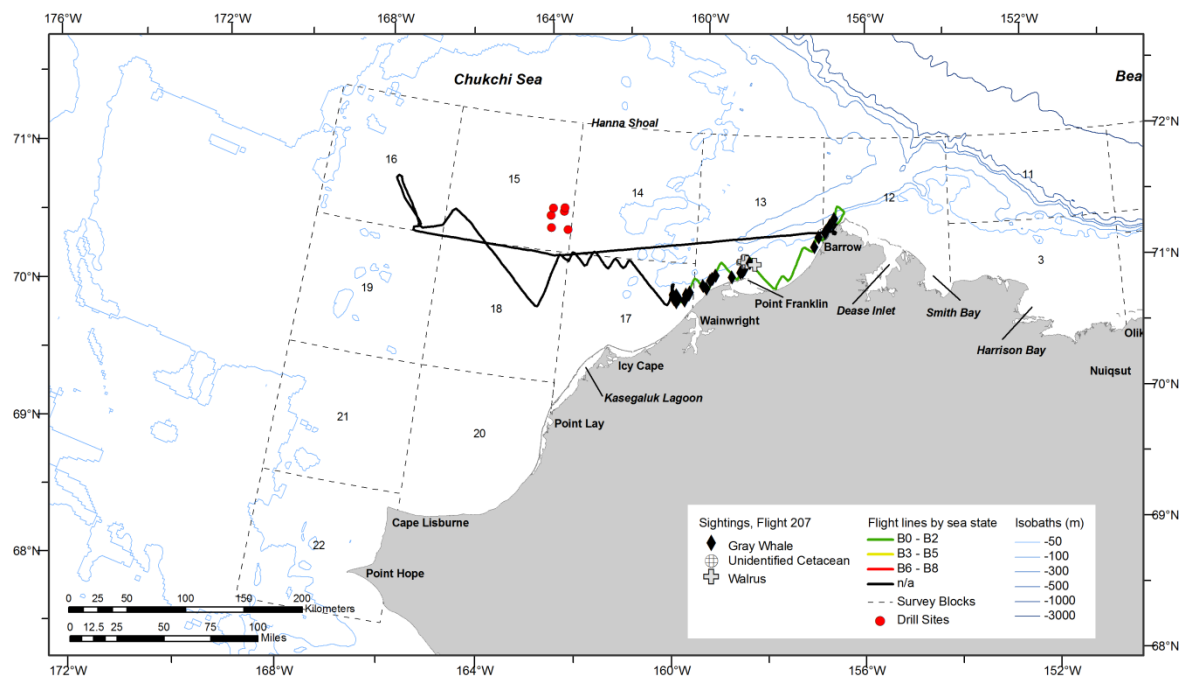 176°W 172°W 168°W 164°W 160°W 156°W 152°W
Chukchi Sea
Bea
72°N
71°N
Hanna Shoal
16
15
14
13
11
12
Barrow
71°N
3
70°N
19
18
17
Point Franklin
Dease Inlet
Smith Bay
Wainwright
Olik
Harrison Bay
Icy Cape
Nuiqsut
70°N
Kasegaluk Lagoon
69°N
21
20
Point Lay
Cape Lisburne
69°N
68°N
22
Point Hope
Sightings, Flight 207
Gray Whale
Unidentified Cetacean
Walrus
Flight lines by sea state
B0 - B2
B3 - B5
B6 - B8
n/a
Survey Blocks
Drill Sites
Isobaths (m)
-50
-100
-300
-500
-1000
-3000
0 25 50 100 150 200
Kilometers
0 12.5 25 50 75 100
Miles
68°N
172°W 168°W 164°W 160°W 156°W 152°W